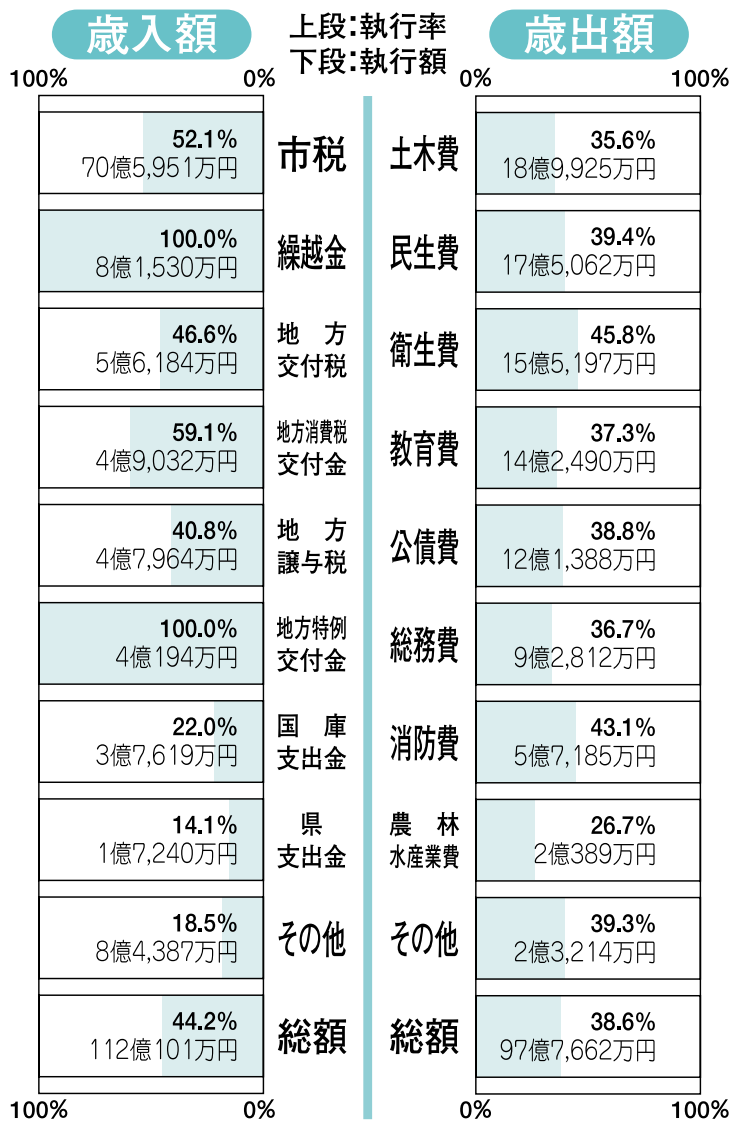 歳入額
上段:執行率
下段:執行額
歳出額
100% 0%
0% 100%
52.1%
70億5,951万円
市税
100.0%
8億1,530万円
繰越金
46.6%
5億6,184万円
地方
交付税
59.1%
4億9,032万円
地方消費税
交付金
40.8%
4億7,964万円
地方
譲与税
100.0%
4億194万円
地方特例
交付金
22.0%
3億7,619万円
国庫
支出金
14.1%
1億7,240万円
県
支出金
18.5%
8億4,387万円
その他
44.2%
112億101万円
総額
100% 0%
土木費
35.6%
18億9,925万円
民生費
39.4%
17億5,062万円
衛生費
45.8%
15億5,197万円
教育費
37.3%
14億2,490万円
公債費
38.8%
12億1,388万円
総務費
36.7%
9億2,812万円
消防費
43.1%
5億7,185万円
農林
水産業費
26.7%
2億389万円
その他
39.3%
2億3,214万円
総額
38.6%
97億7,662万円
0% 100%